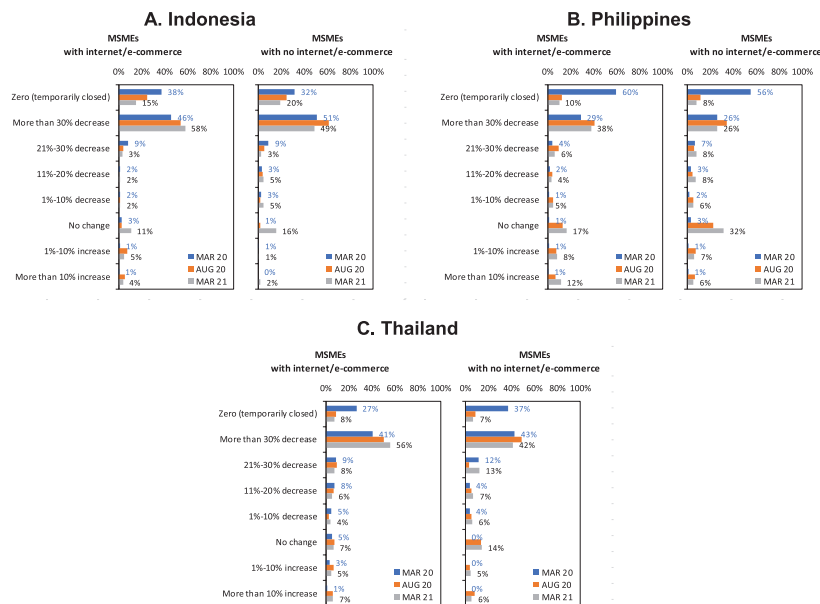 A. Indonesia
MSMEs
with internet/e-commerce
MSMEs
with no internet/e-commerce
0% 20% 40% 60% 80% 100%
0% 20% 40% 60% 80% 100%
Zero (temporarily closed) 38% 15% 32% 20%
More than 30% decrease 46% 58% 51% 49%
21%-30% decrease 9% 3% 9% 3%
11%-20% decrease 2% 2% 3% 5%
1%-10% decrease 2% 2% 3% 5%
No change 3% 11% 1% 16%
1%-10% increase 1% 5% 1% 1%
More than 10% increase 1% 4% 0% 2%
MAR 20
AUG 20
MAR 21
MAR 20
AUG 20
MAR 21
B. Philippines
MSMEs
with internet/e-commerce
MSMEs
with no internet/e-commerce
0% 20% 40% 60% 80% 100%
0% 20% 40% 60% 80% 100%
Zero (temporarily closed) 60% 10% 56% 8%
More than 30% decrease 29% 38% 26% 26%
21%-30% decrease 4% 6% 7% 8%
11%-20% decrease 2% 4% 3% 8%
1%-10% decrease 1% 5% 2% 6%
No change 1% 17% 3% 32%
1%-10% increase 1% 8% 1% 7%
More than 10% increase 1% 12% 1% 6%
MAR 20
AUG 20
MAR 21
MAR 20
AUG 20
MAR 21
C. Thailand
MSMEs
with internet/e-commerce
MSMEs
with no internet/e-commerce
0% 20% 40% 60% 80% 100%
0% 20% 40% 60% 80% 100%
Zero (temporarily closed) 27% 8% 37% 7%
More than 30% decrease 41% 56% 43% 42%
21%-30% decrease 9% 8% 12% 13%
11%-20% decrease 8% 6% 4% 7%
1%-10% decrease 5% 4% 4% 6%
No change 5% 7% 0% 14%
1%-10% increase 3% 5% 0% 5%
More than 10% increase 1% 7% 0% 6%
MAR 20
AUG 20
MAR 21
MAR 20
AUG 20
MAR 21